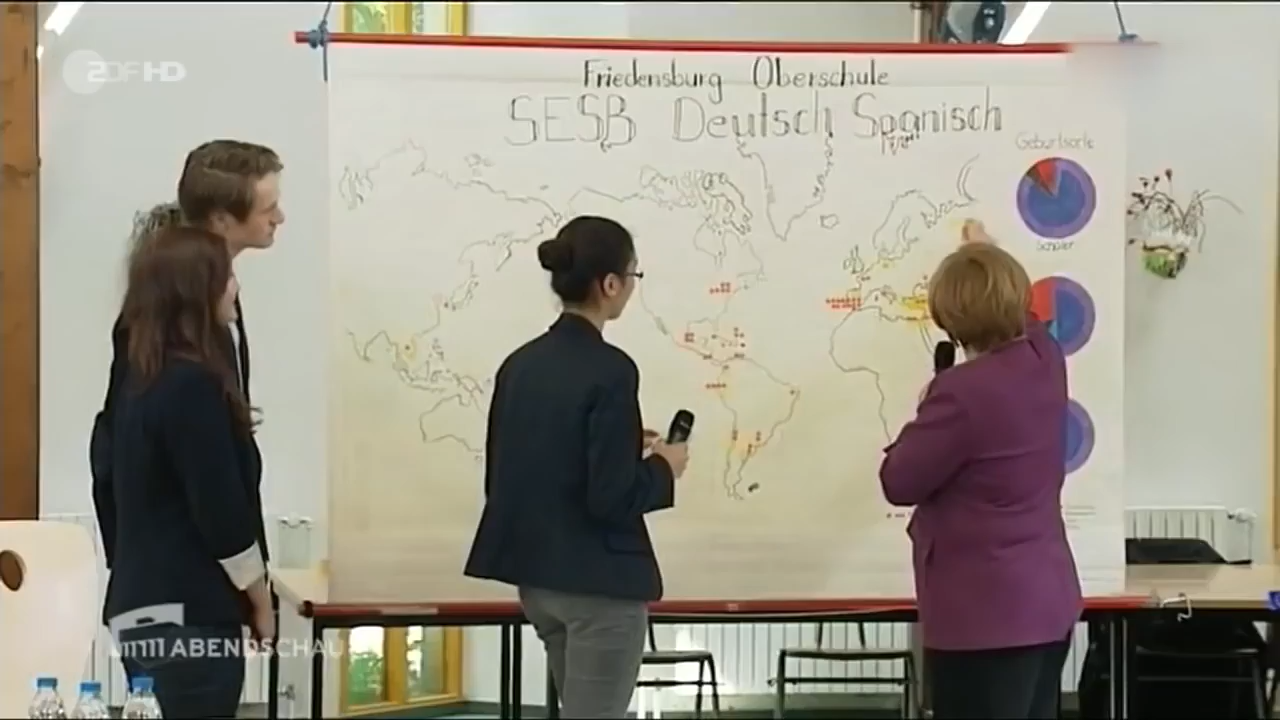 ZDF HD
Friedensburg Oberschule
SESB Deutsch Spanisch
Geburtsorte
Schüler
ABENDSCHAU